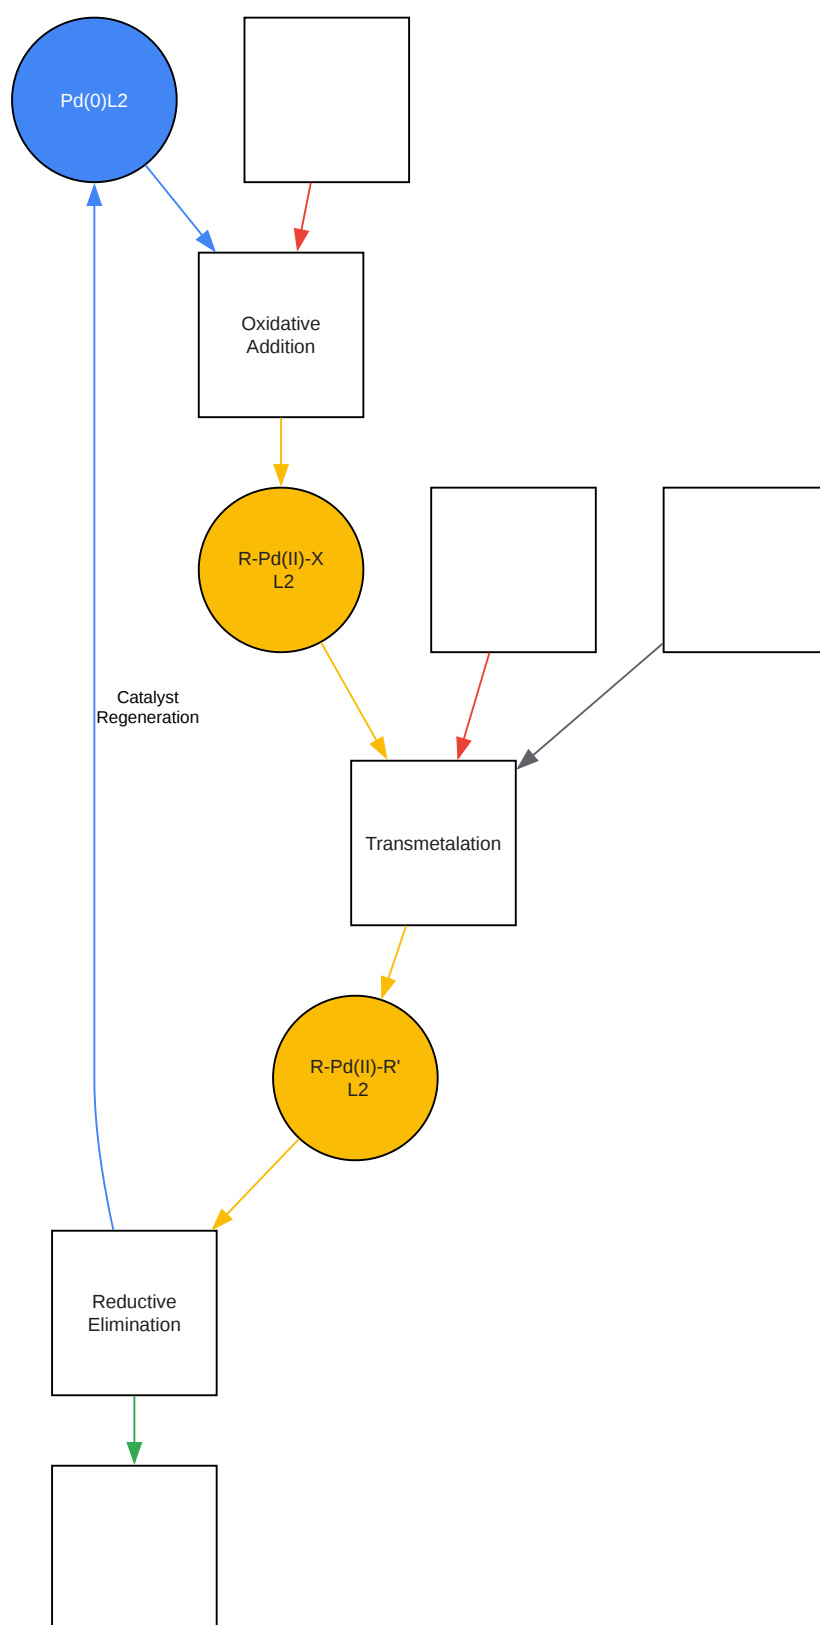 Pd(0)L2
Oxidative
Addition
R-Pd(II)-X
L2
Catalyst
Regeneration
Transmetalation
R-Pd(II)-R'
L2
Reductive
Elimination